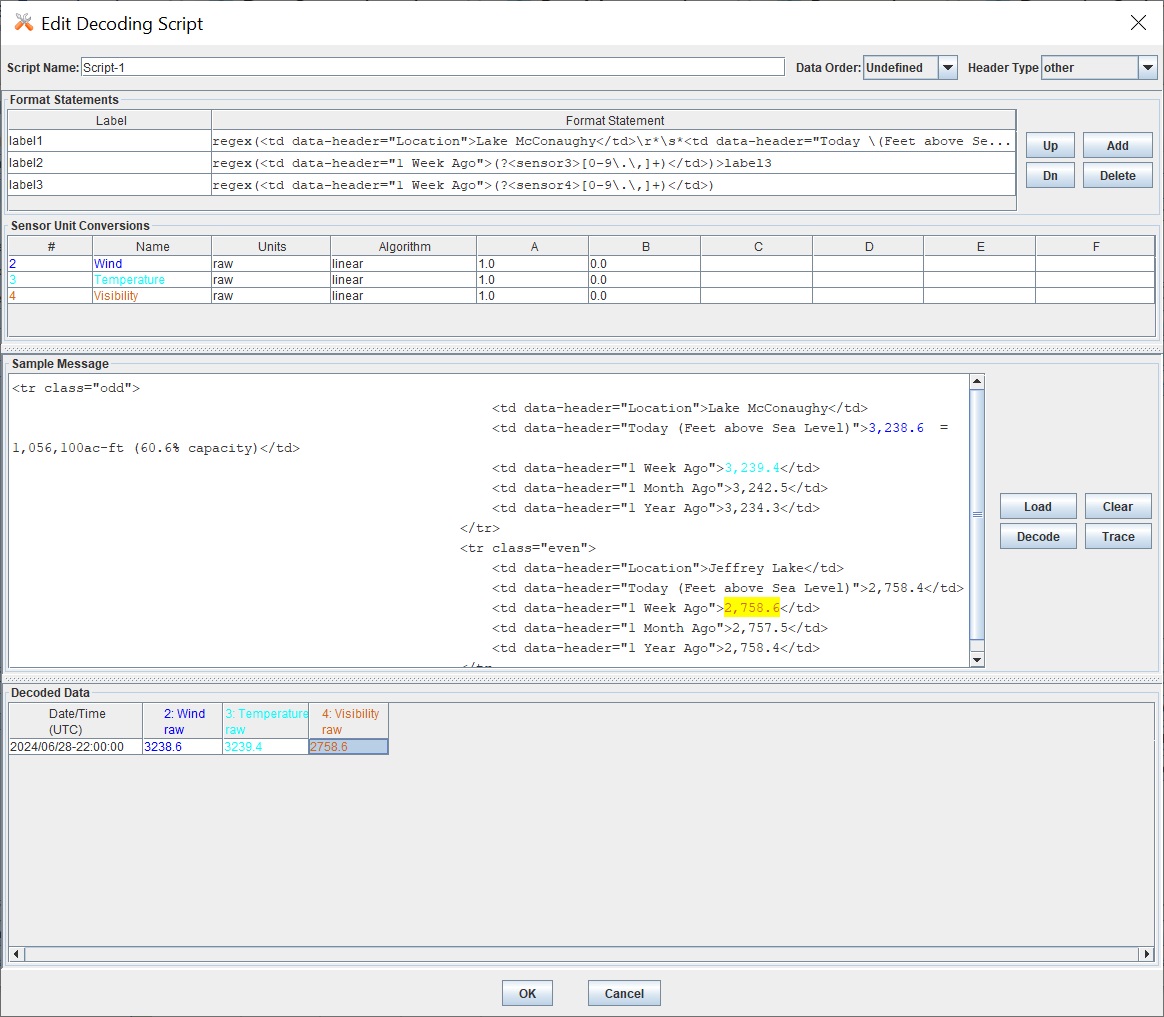 Edit Decoding Script
Script Name: Script-1 Data Order: Undefined Header Type other
Format Statements
Label Format Statement
label1 regex(<td data-header="Location">Lake McConaughy</td>\r*\s*<td data-header="Today \(Feet above Se...
label2 regex(<td data-header="1 Week Ago">(?<sensor3>[0-9\.\,]+)</td>)>label3
label3 regex(<td data-header="1 Week Ago">(?<sensor4>[0-9\.\,]+)</td>)
Up Add
Dn Delete
Sensor Unit Conversions
# Name Units Algorithm A B C D E F
2 Wind raw linear 1.0 0.0
3 Temperature raw linear 1.0 0.0
4 Visibility raw linear 1.0 0.0
Sample Message
<tr class="odd">
<td data-header="Location">Lake McConaughy</td>
<td data-header="Today (Feet above Sea Level)">3,238.6 =
1,056,100ac-ft (60.6% capacity)</td>
<td data-header="1 Week Ago">3,239.4</td>
<td data-header="1 Month Ago">3,242.5</td>
<td data-header="1 Year Ago">3,234.3</td>
</tr>
<tr class="even">
<td data-header="Location">Jeffrey Lake</td>
<td data-header="Today (Feet above Sea Level)">2,758.4</td>
<td data-header="1 Week Ago">2,758.6</td>
<td data-header="1 Month Ago">2,757.5</td>
<td data-header="1 Year Ago">2,758.4</td>
Load Clear
Decode Trace
Decoded Data
Date/Time 2: Wind 3: Temperature 4: Visibility
(UTC) raw raw raw
2024/06/28-22:00:00 3238.6 3239.4 2758.6
OK Cancel